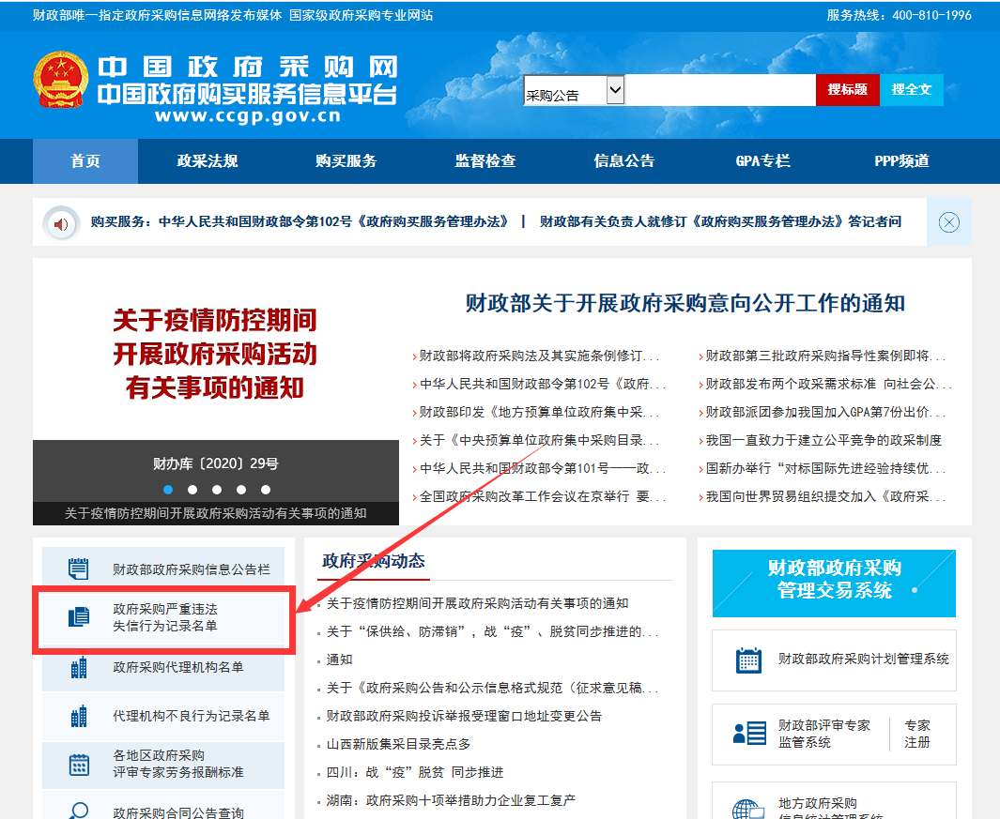 财政部唯一指定政府采购信息网络发布媒体 国家级政府采购专业网站
服务热线：400-810-1996
中国政府采购网
中国政府购买服务信息平台
www.ccgp.gov.cn
采购公告
搜标题
搜全文
首页
政采法规
购买服务
监督检查
信息公告
GPA专栏
PPP频道
购买服务：中华人民共和国财政部令第102号《政府购买服务管理办法》 | 财政部有关负责人就修订《政府购买服务管理办法》答记者问
关于疫情防控期间
开展政府采购活动
有关事项的通知
财办库〔2020〕29号
关于疫情防控期间开展政府采购活动有关事项的通知
财政部关于开展政府采购意向公开工作的通知
财政部将政府采购法及其实施条例修订...
中华人民共和国财政部令第102号《政府...
财政部印发《地方预算单位政府集中采...
关于《中央预算单位政府集中采购目录...
中华人民共和国财政部令第101号——政...
全国政府采购改革工作会议在京举行 要...
财政部第三批政府采购指导性案例即将...
财政部发布两个政采需求标准 向社会公...
财政部派团参加我国加入GPA第7份出价...
我国一直致力于建立公平竞争的政采制度
国新办举行“对标国际先进经验持续优...
我国向世界贸易组织提交加入《政府采...
财政部政府采购信息公告栏
政府采购严重违法
失信行为记录名单
政府采购代理机构名单
代理机构不良行为记录名单
各地区政府采购
评审专家劳务报酬标准
政府采购合同公告查询
政府采购动态
关于疫情防控期间开展政府采购活动有关事项的通知
关于“保供给、防滞销”，战“疫”、脱贫同步推进的...
通知
关于《政府采购公告和公示信息格式规范（征求意见稿...
财政部政府采购投诉举报受理窗口地址变更公告
山西新版集采目录亮点多
四川：战“疫”脱贫 同步推进
湖南：政府采购十项举措助力企业复工复产
财政部政府采购
管理交易系统
财政部政府采购计划管理系统
财政部评审专家
监管系统
专家
注册
地方政府采购
信息统计管理系统